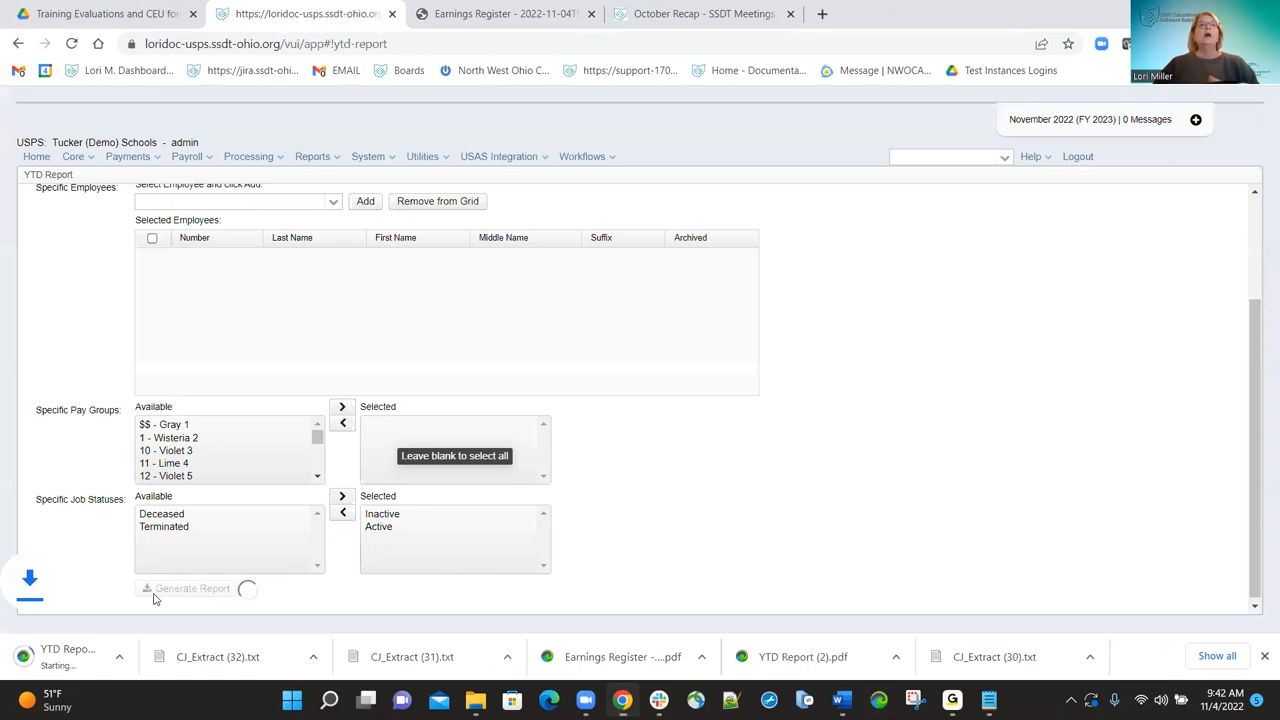 Training Evaluations and CEU for
https://loridoc-usps.ssdt-ohio.or
Earnings register - 2022-11-04T
October Recap - SSDT Meetings
loridoc-usps.ssdt-ohio.org/vui/app#!ytd-report
Lori M. Dashboard...
https://jira.ssdt-ohi...
EMAIL
Boards
North West Ohio C...
https://support-170...
Home - Documenta...
Message | NWOCA...
Test Instances Logins
Lori Miller
November 2022 (FY 2023) | 0 Messages
USPS: Tucker (Demo) Schools - admin
Home Core Payments Payroll Processing Reports System Utilities USAS Integration Workflows Help Logout
YTD Report
Specific Employees: Select Employee and click Add:
Add Remove from Grid
Selected Employees:
Number Last Name First Name Middle Name Suffix Archived
Specific Pay Groups: Available Selected
$$ - Gray 1
1 - Wisteria 2
10 - Violet 3
11 - Lime 4
12 - Violet 5
Leave blank to select all
Specific Job Statuses: Available Selected
Deceased
Terminated
Inactive
Active
Generate Report
YTD Repo...
Starting...
CJ_Extract (32).txt
CJ_Extract (31).txt
Earnings Register -....pdf
YTD Report (2).pdf
CJ_Extract (30).txt
Show all
51°F
Sunny
9:42 AM
11/4/2022
5